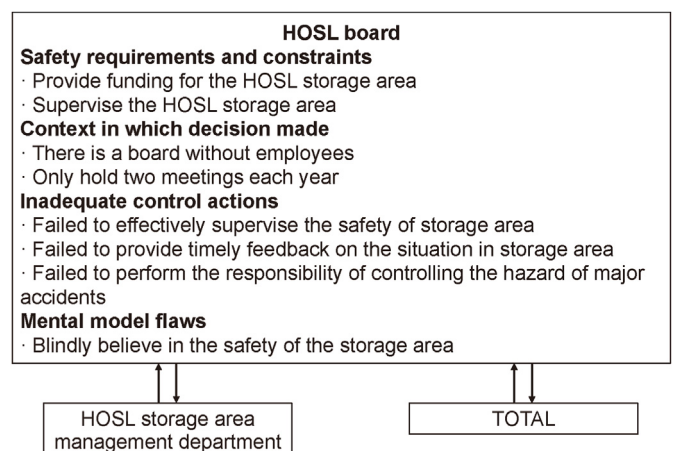 HOSL board
Safety requirements and constraints
· Provide funding for the HOSL storage area
· Supervise the HOSL storage area
Context in which decision made
· There is a board without employees
· Only hold two meetings each year
Inadequate control actions
· Failed to effectively supervise the safety of storage area
· Failed to provide timely feedback on the situation in storage area
· Failed to perform the responsibility of controlling the hazard of major
accidents
Mental model flaws
· Blindly believe in the safety of the storage area
HOSL storage area
management department
TOTAL